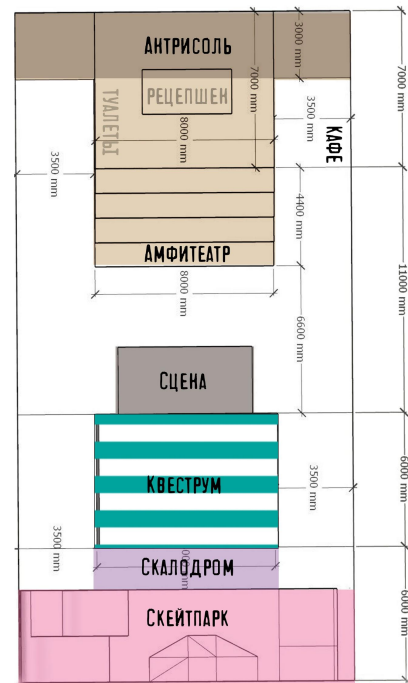 3000 mm
Антрисоль
7000 mm
7000 mm
Туалеты
Рецепшен
3500 mm
Кафе
8000 mm
3500 mm
4400 mm
Амфитеатр
8000 mm
11000 mm
6600 mm
Сцена
Квеструм
3500 mm
6000 mm
3500 mm
Скалодром
mm
Скейтпарк
6000 mm